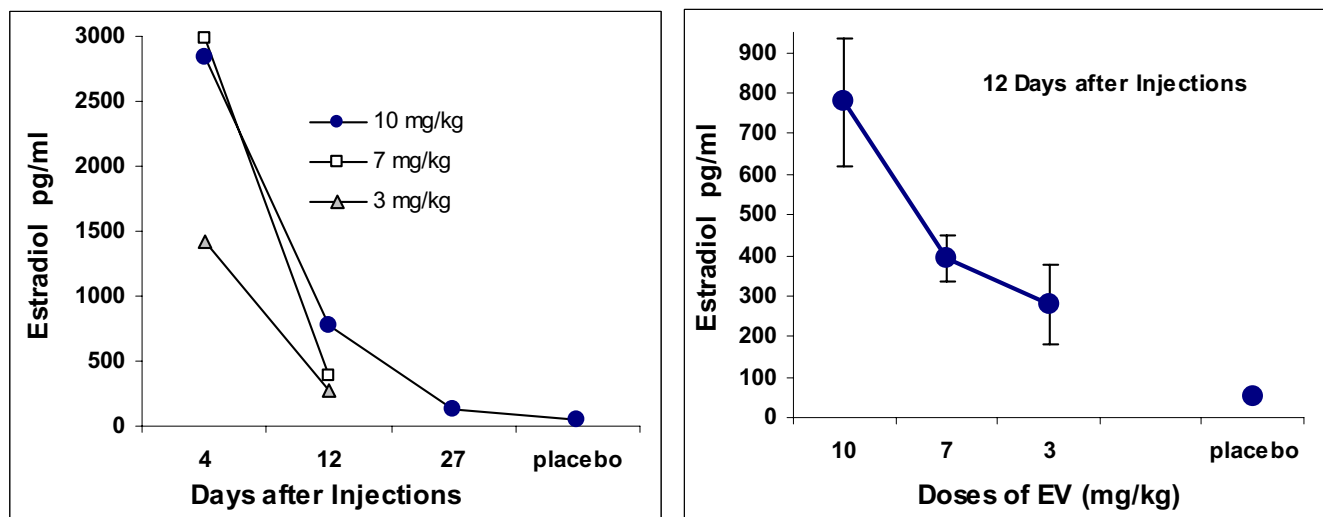 3000
2500
2000
1500
1000
500
0
Estradiol pg/ml
10 mg/kg
7 mg/kg
3 mg/kg
4 12 27 placebo
Days after Injections
900
800
700
600
500
400
300
200
100
0
Estradiol pg/ml
12 Days after Injections
10 7 3 placebo
Doses of EV (mg/kg)